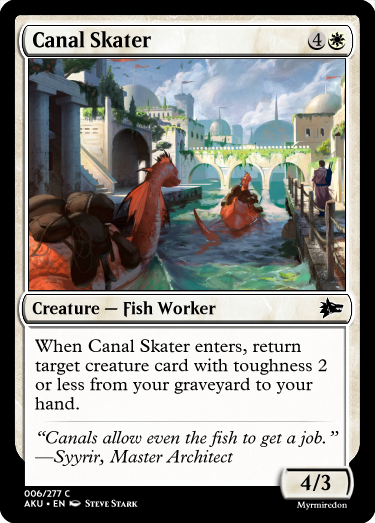 Canal Skater 4
Creature — Fish Worker
When Canal Skater enters, return
target creature card with toughness 2
or less from your graveyard to your
hand.
“Canals allow even the fish to get a job.”
—Syyrir, Master Architect
4/3
006/277 C
AKU • EN STEVE STARK
Myrmiredon